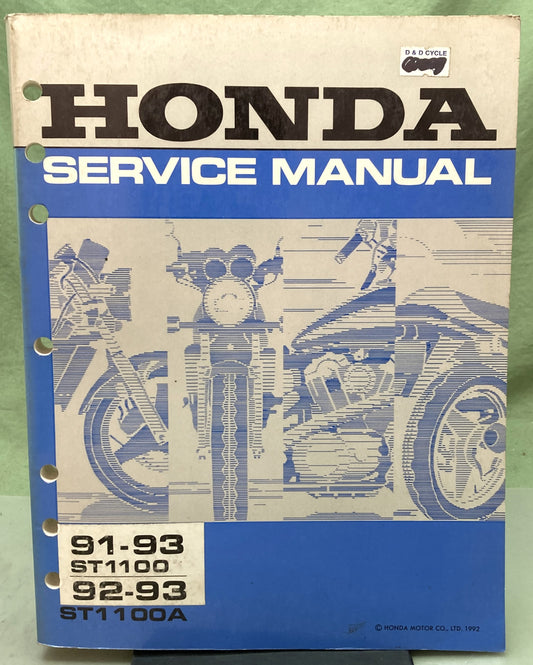 D & D CYCLE
HONDA
SERVICE MANUAL
91-93
ST1100
92-93
ST1100A
© HONDA MOTOR CO., LTD. 1992